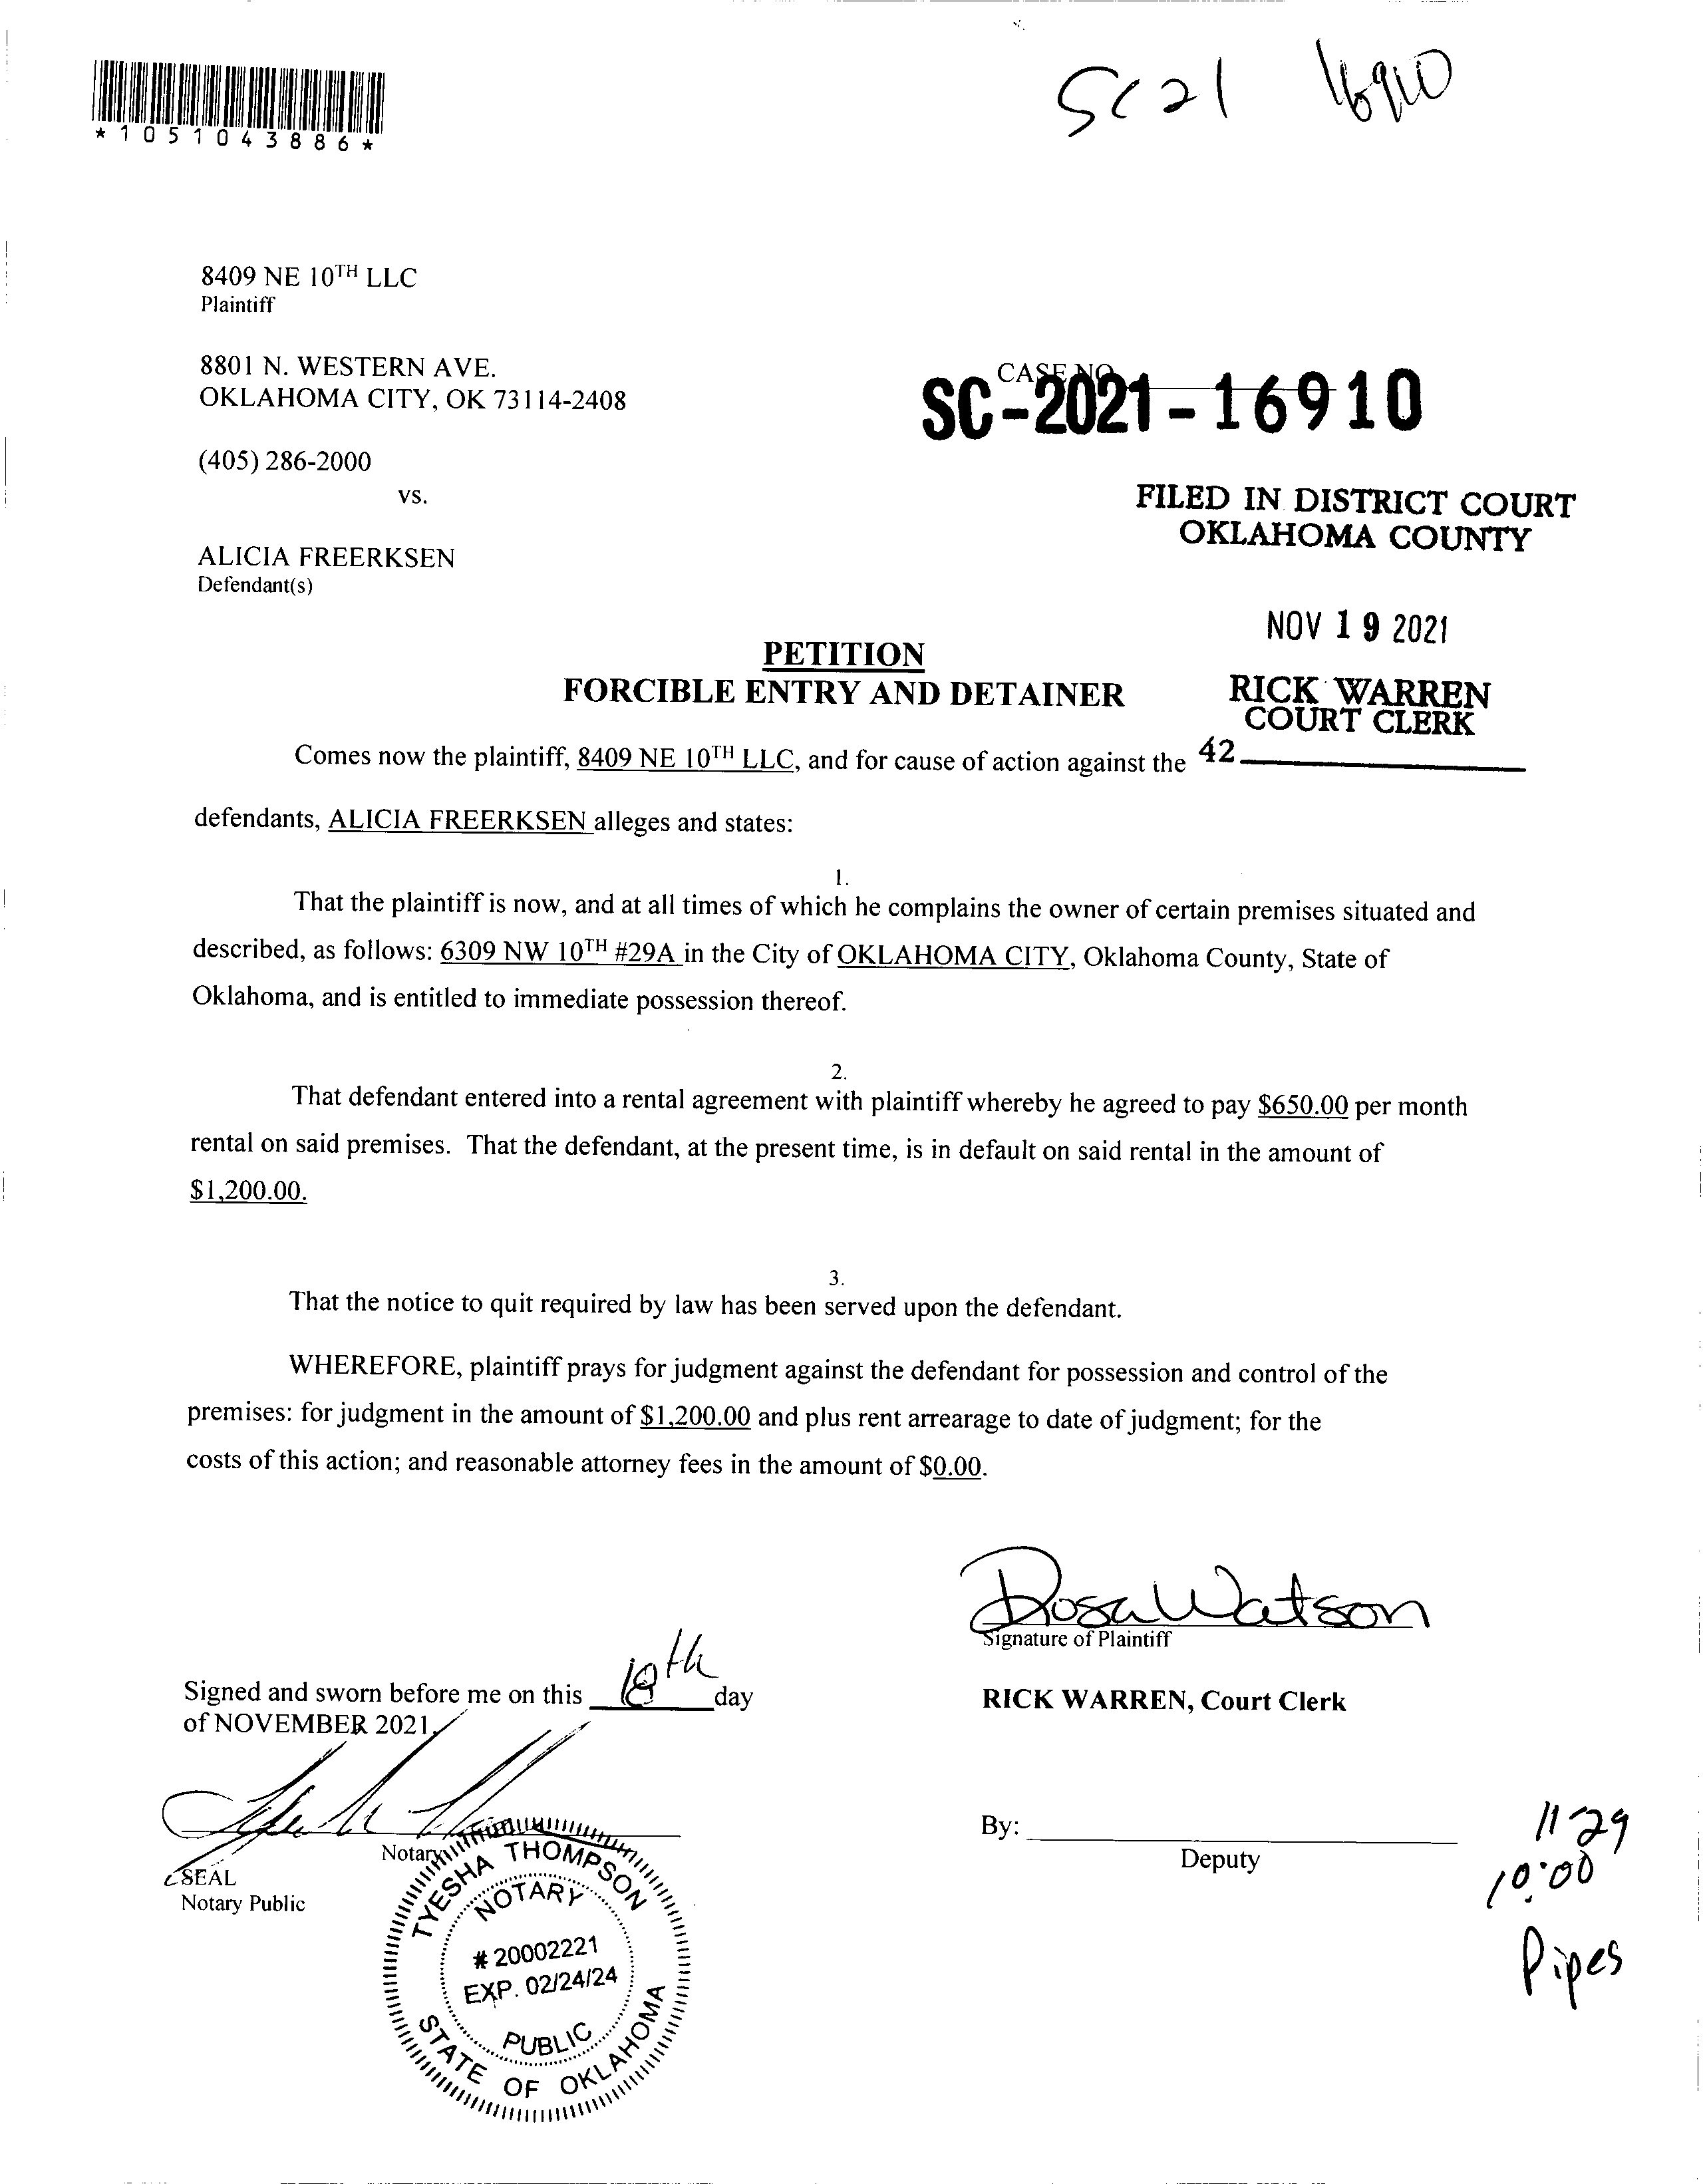 SC21 16910
*1051043886*
8409 NE 10TH LLC
Plaintiff
8801 N. WESTERN AVE.
OKLAHOMA CITY, OK 73114-2408
CASE NO.
SC-2021-16910
(405) 286-2000
vs.
FILED IN DISTRICT COURT
OKLAHOMA COUNTY
ALICIA FREERKSEN
Defendant(s)
NOV 19 2021
PETITION
FORCIBLE ENTRY AND DETAINER
RICK WARREN
COURT CLERK
42
Comes now the plaintiff, 8409 NE 10TH LLC, and for cause of action against the
defendants, ALICIA FREERKSEN alleges and states:
1.
That the plaintiff is now, and at all times of which he complains the owner of certain premises situated and
described, as follows: 6309 NW 10TH #29A in the City of OKLAHOMA CITY, Oklahoma County, State of
Oklahoma, and is entitled to immediate possession thereof.
2.
That defendant entered into a rental agreement with plaintiff whereby he agreed to pay $650.00 per month
rental on said premises. That the defendant, at the present time, is in default on said rental in the amount of
$1,200.00.
3.
That the notice to quit required by law has been served upon the defendant.
WHEREFORE, plaintiff prays for judgment against the defendant for possession and control of the
premises: for judgment in the amount of $1,200.00 and plus rent arrearage to date of judgment; for the
costs of this action; and reasonable attorney fees in the amount of $0.00.
Rosa Watson
Signature of Plaintiff
Signed and sworn before me on this 18th day
of NOVEMBER 2021.
RICK WARREN, Court Clerk
Notary
SEAL
Notary Public
By:
Deputy
11-29
10:00
Pipes
TYESHA THOMPSON
NOTARY
# 20002221
EXP. 02/24/24
PUBLIC
STATE OF OKLAHOMA